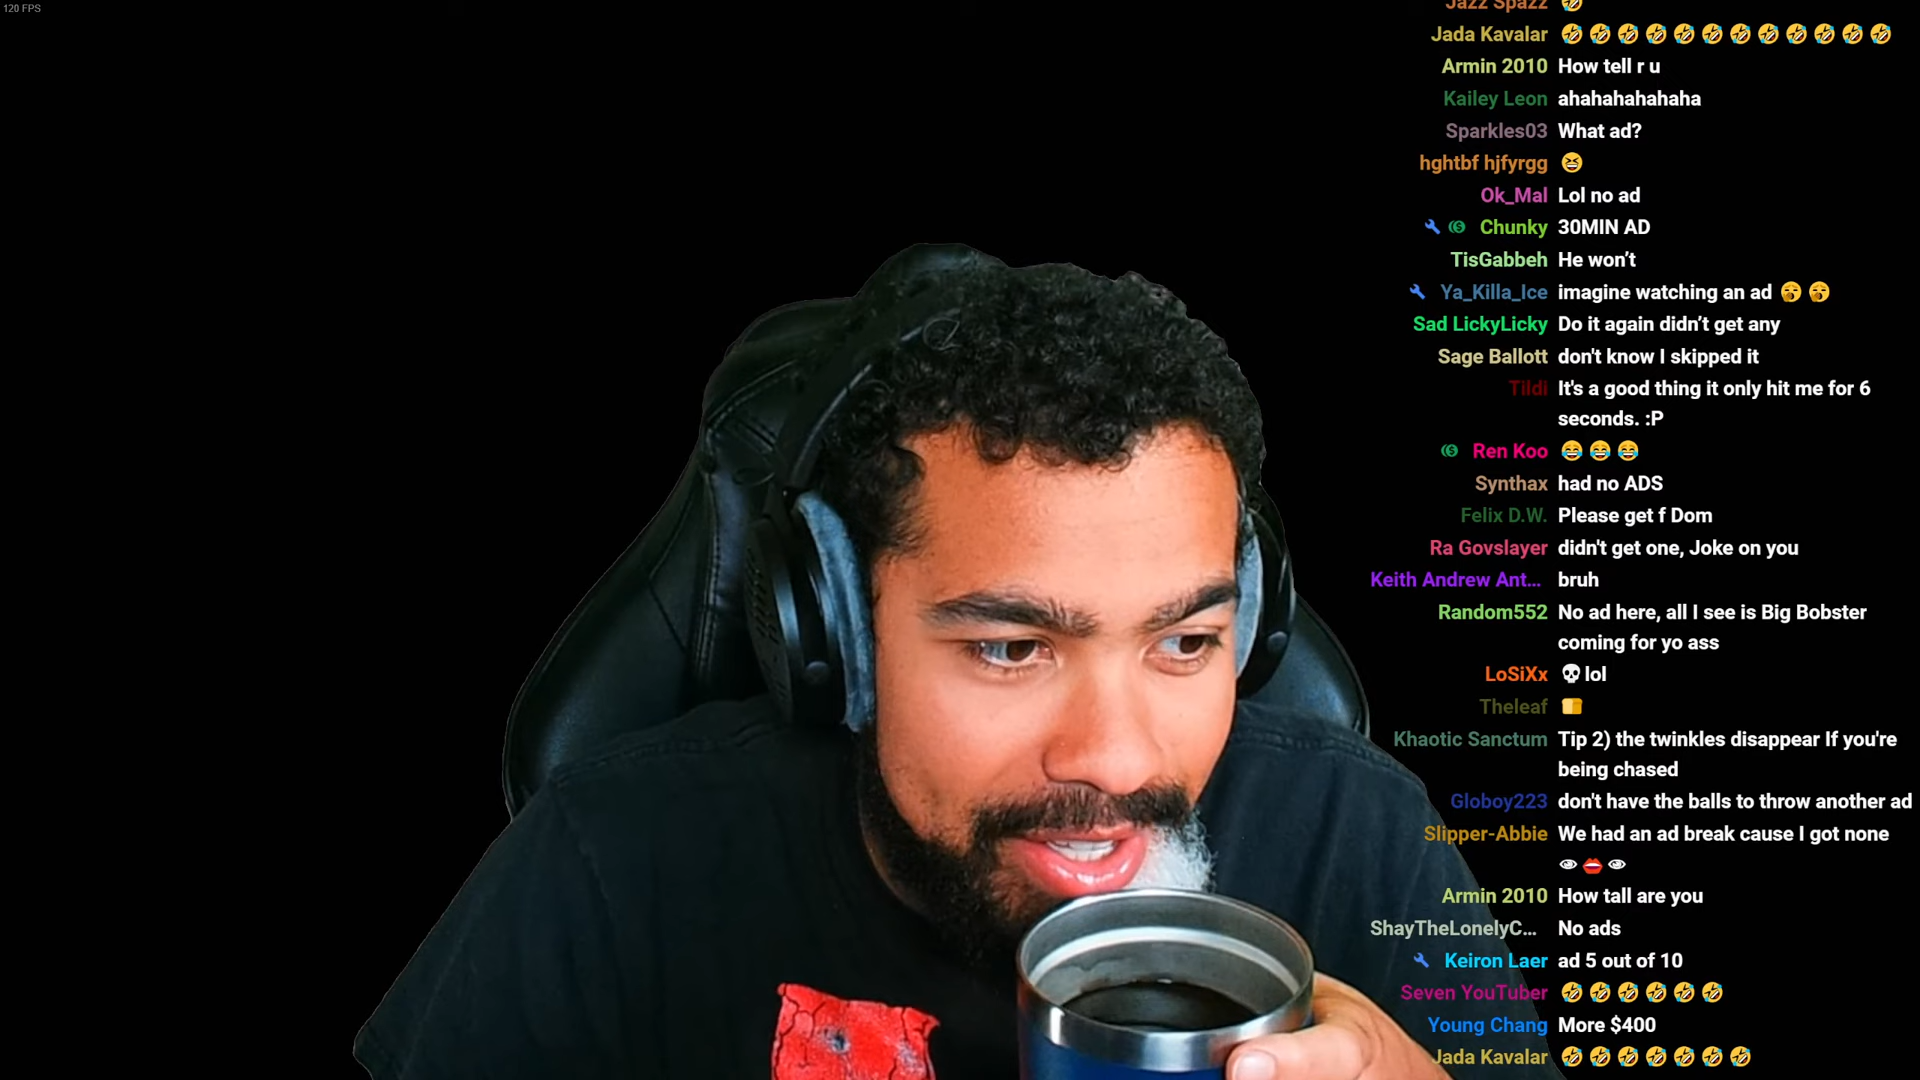 120 FPS
Jazz Spazz 🤣
Jada Kavalar 🤣🤣🤣🤣🤣🤣🤣🤣🤣🤣🤣🤣
Armin 2010 How tell r u
Kailey Leon ahahahahahaha
Sparkles03 What ad?
hghtbf hjfyrgg 😆
Ok_Mal Lol no ad
Chunky 30MIN AD
TisGabbeh He won’t
Ya_Killa_Ice imagine watching an ad 🥱🥱
Sad LickyLicky Do it again didn’t get any
Sage Ballott don't know I skipped it
Tildi It's a good thing it only hit me for 6
seconds. :P
Ren Koo 😂😂😂
Synthax had no ADS
Felix D.W. Please get f Dom
Ra Govslayer didn't get one, Joke on you
Keith Andrew Ant... bruh
Random552 No ad here, all I see is Big Bobster
coming for yo ass
LoSiXx 💀lol
Theleaf 🍞
Khaotic Sanctum Tip 2) the twinkles disappear If you're
being chased
Globoy223 don't have the balls to throw another ad
Slipper-Abbie We had an ad break cause I got none
👁👄👁
Armin 2010 How tall are you
ShayTheLonelyC... No ads
Keiron Laer ad 5 out of 10
Seven YouTuber 🤣🤣🤣🤣🤣🤣
Young Chang More $400
Jada Kavalar 🤣🤣🤣🤣🤣🤣🤣